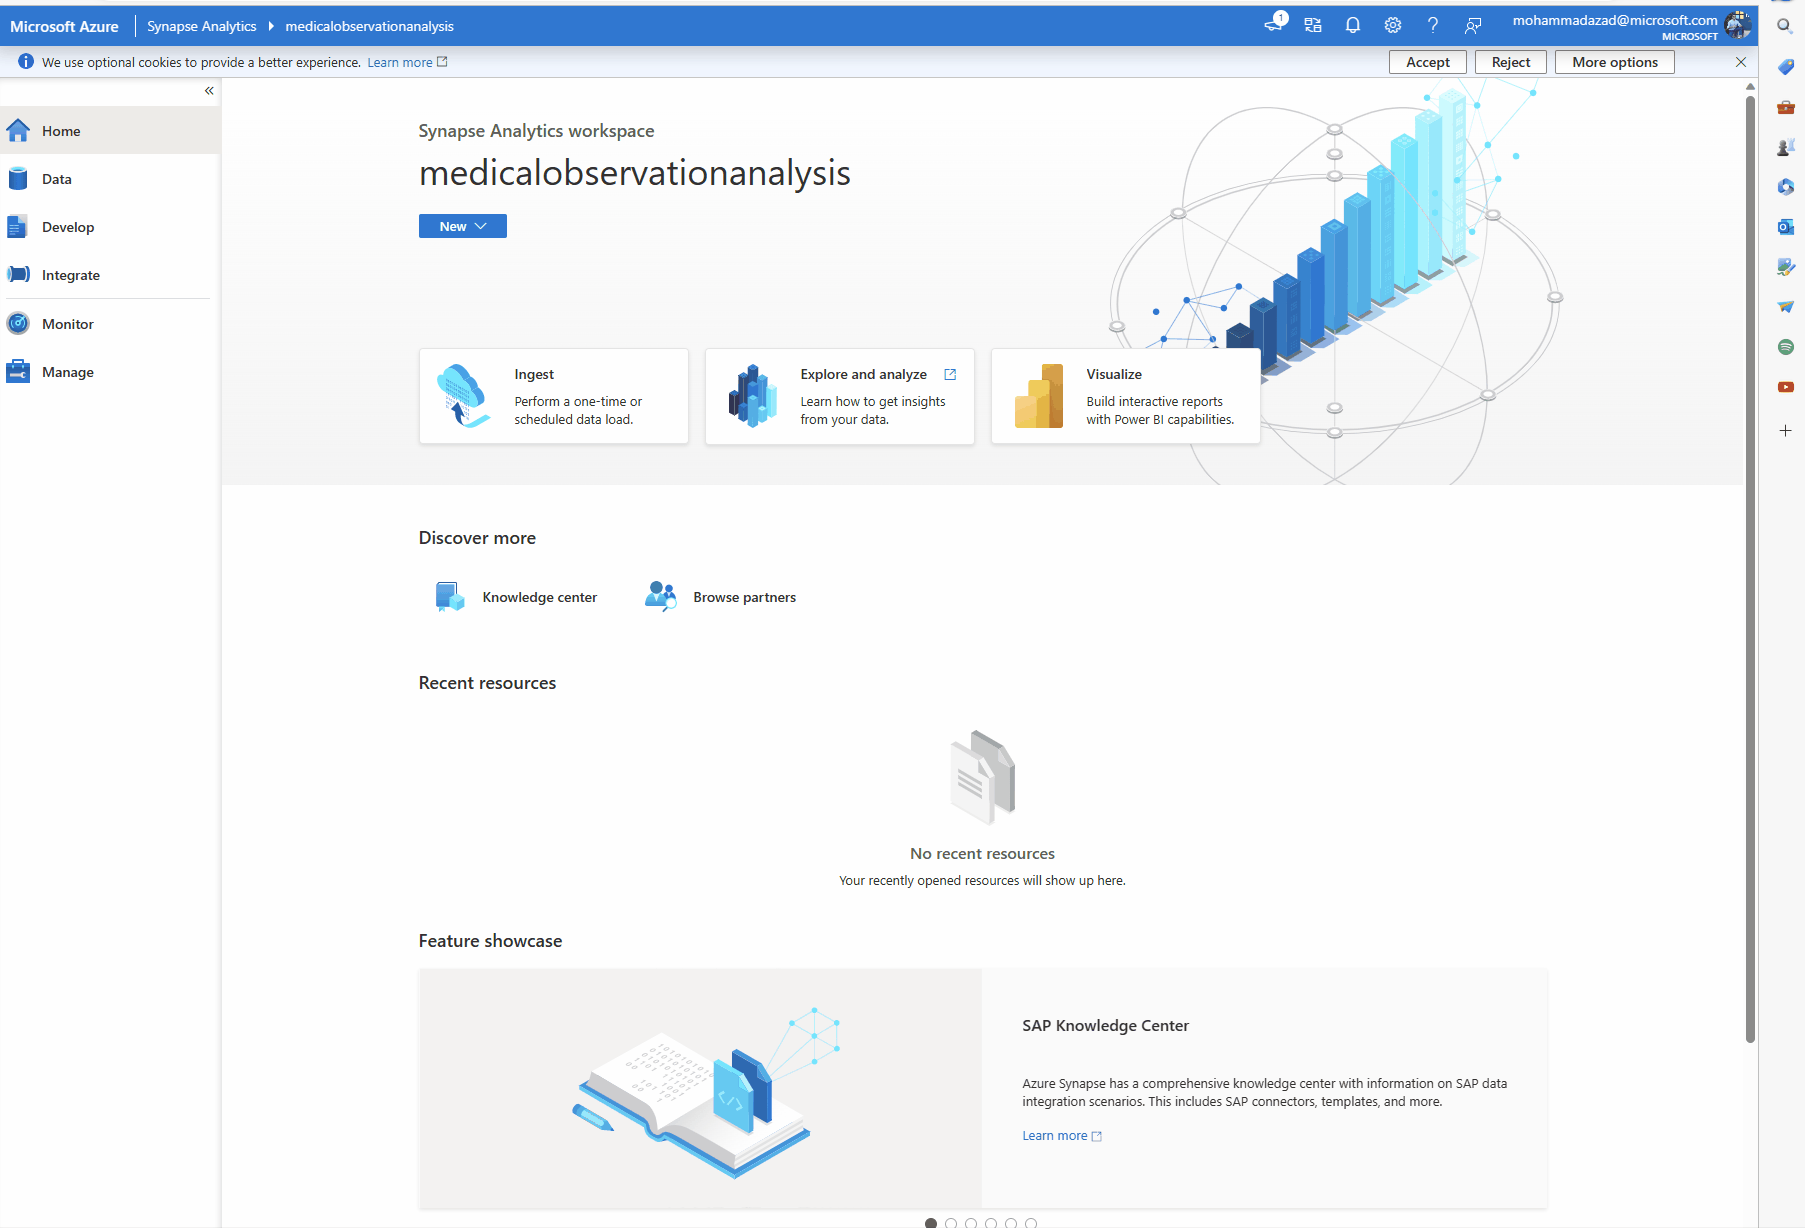 Microsoft Azure
Synapse Analytics
medicalobservationanalysis
1
mohammadazad@microsoft.com
MICROSOFT
We use optional cookies to provide a better experience. Learn more
Accept
Reject
More options
Home
Data
Develop
Integrate
Monitor
Manage
Synapse Analytics workspace
medicalobservationanalysis
New
Ingest
Perform a one-time or
scheduled data load.
Explore and analyze
Learn how to get insights
from your data.
Visualize
Build interactive reports
with Power BI capabilities.
Discover more
Knowledge center
Browse partners
Recent resources
No recent resources
Your recently opened resources will show up here.
Feature showcase
SAP Knowledge Center
Azure Synapse has a comprehensive knowledge center with information on SAP data
integration scenarios. This includes SAP connectors, templates, and more.
Learn more